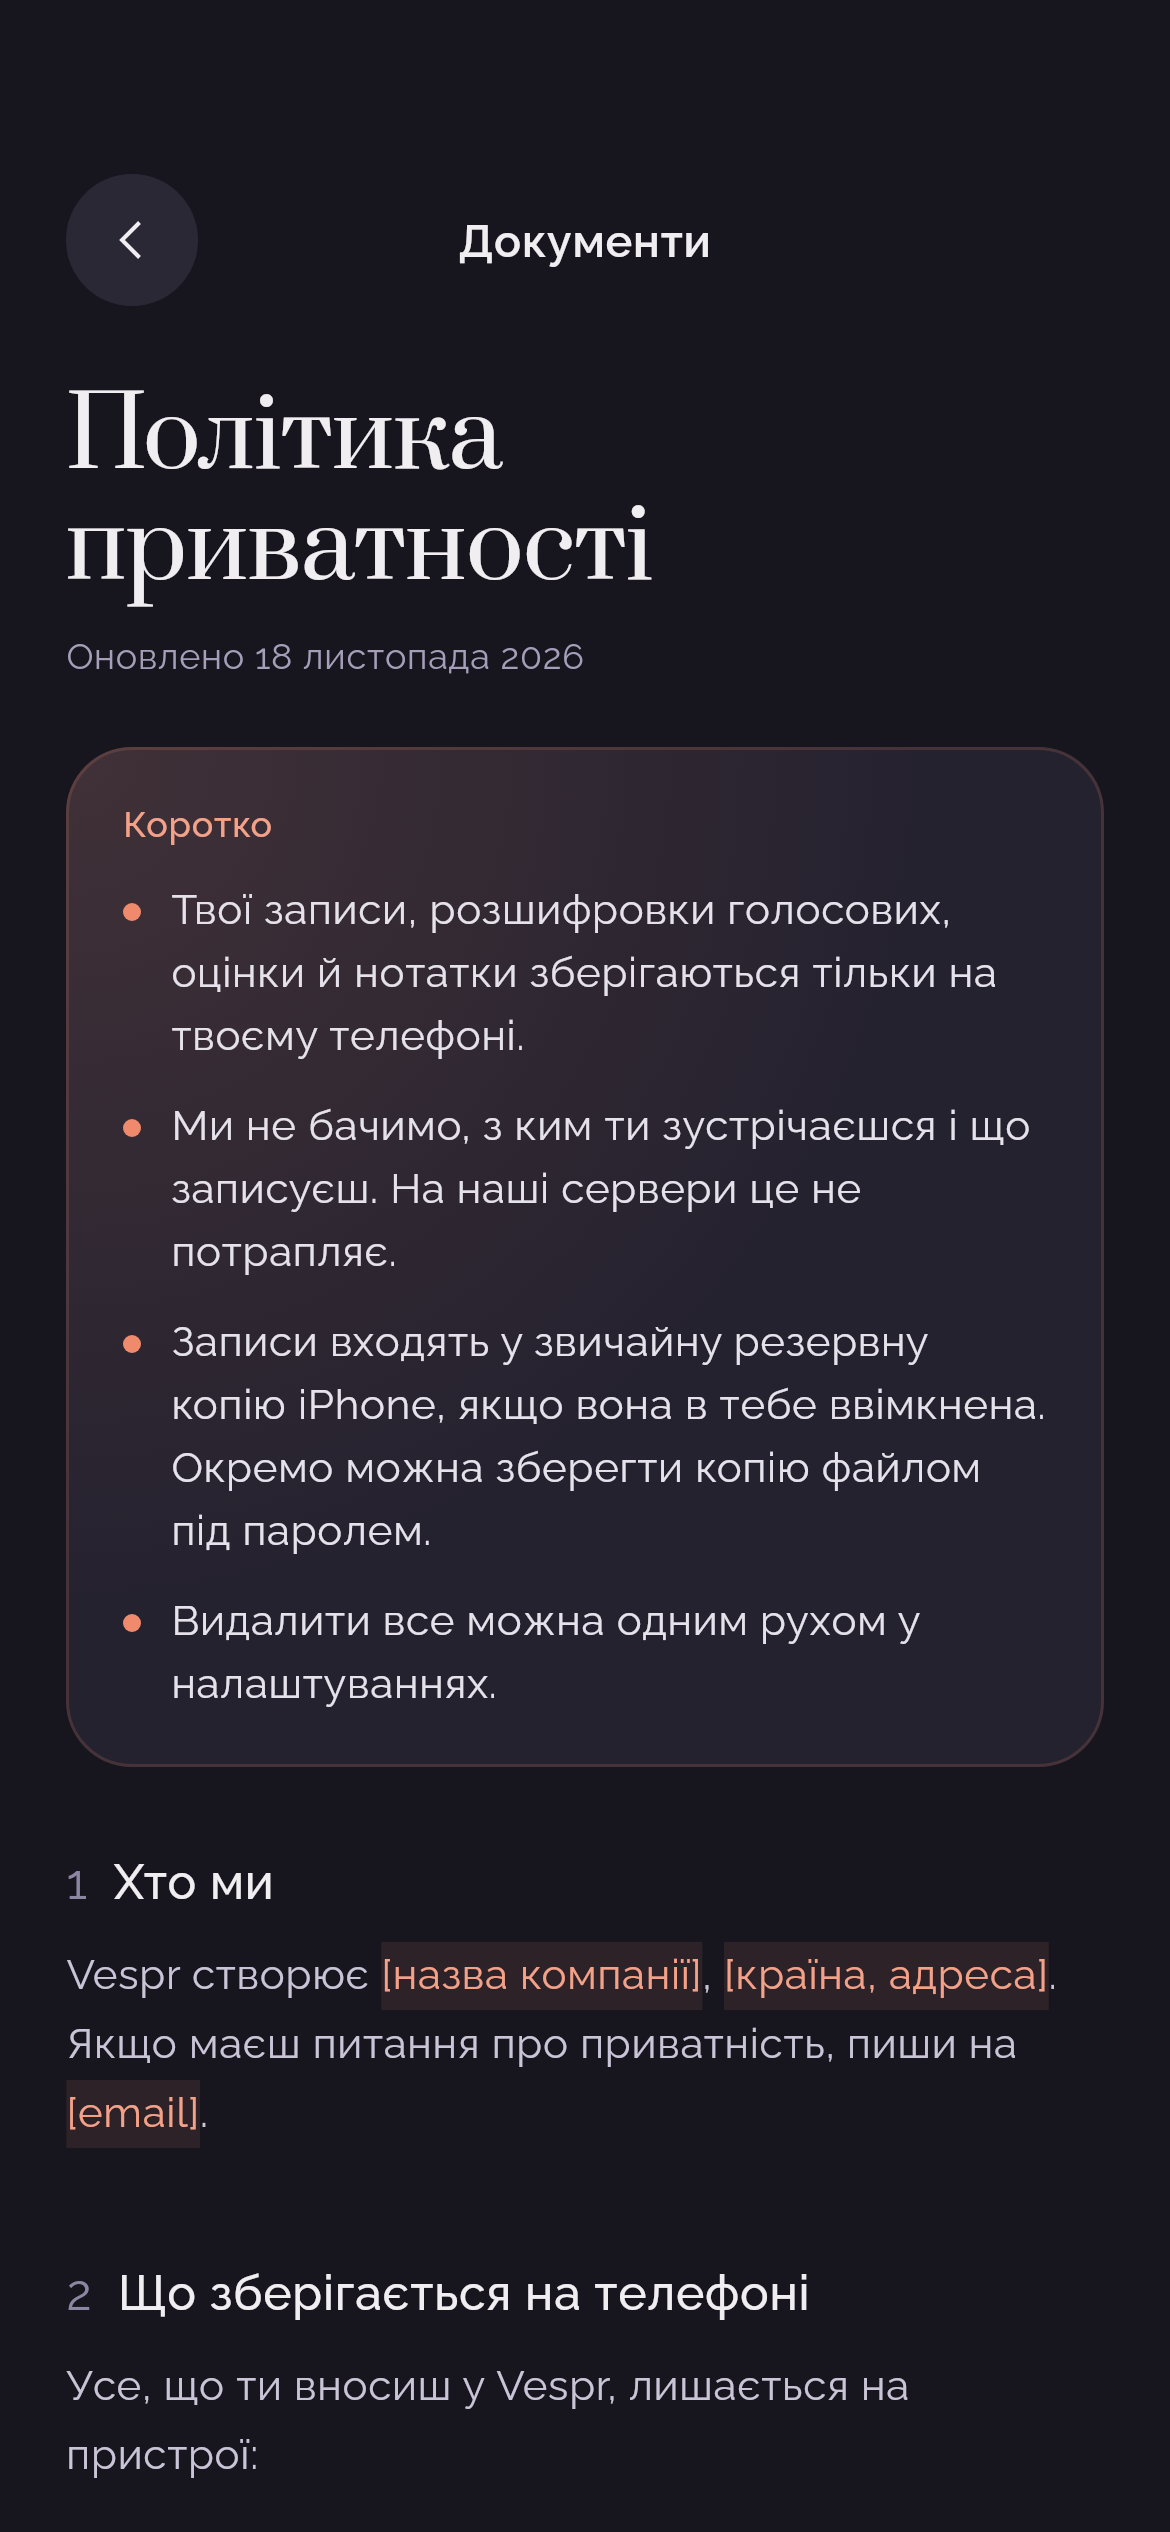 Документи
Політика
приватності
Оновлено 18 листопада 2026
Коротко
Твої записи, розшифровки голосових,
оцінки й нотатки зберігаються тільки на
твоєму телефоні.
Ми не бачимо, з ким ти зустрічаєшся і що
записуєш. На наші сервери це не
потрапляє.
Записи входять у звичайну резервну
копію iPhone, якщо вона в тебе ввімкнена.
Окремо можна зберегти копію файлом
під паролем.
Видалити все можна одним рухом у
налаштуваннях.
1 Хто ми
Vespr створює [назва компанії], [країна, адреса].
Якщо маєш питання про приватність, пиши на
[email].
2 Що зберігається на телефоні
Усе, що ти вносиш у Vespr, лишається на
пристрої: